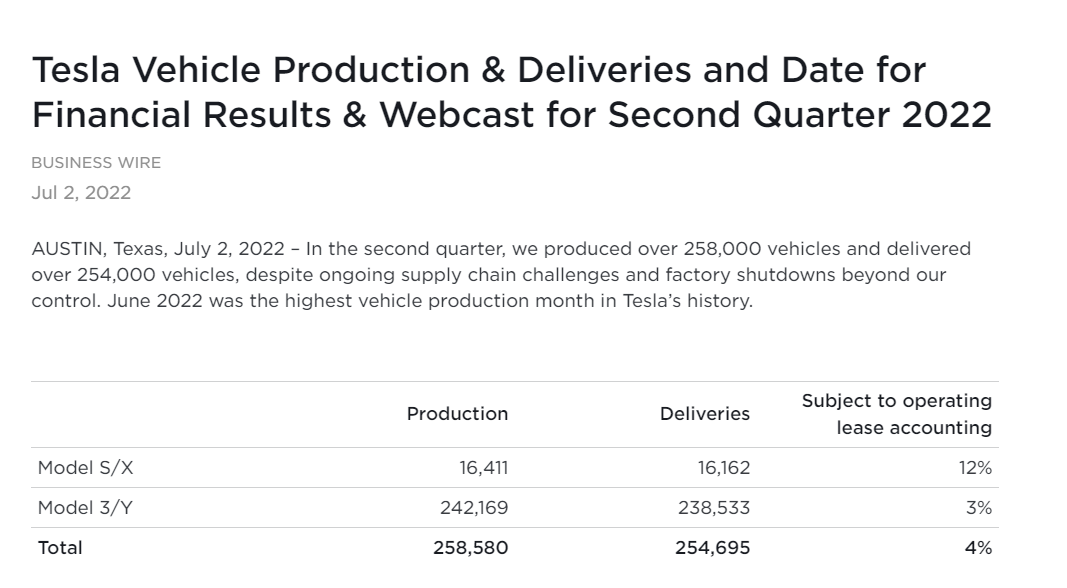 Tesla Vehicle Production & Deliveries and Date for
Financial Results & Webcast for Second Quarter 2022
BUSINESS WIRE
Jul 2, 2022
AUSTIN, Texas, July 2, 2022 – In the second quarter, we produced over 258,000 vehicles and delivered
over 254,000 vehicles, despite ongoing supply chain challenges and factory shutdowns beyond our
control. June 2022 was the highest vehicle production month in Tesla’s history.
Production Deliveries Subject to operating
lease accounting
Model S/X 16,411 16,162 12%
Model 3/Y 242,169 238,533 3%
Total 258,580 254,695 4%